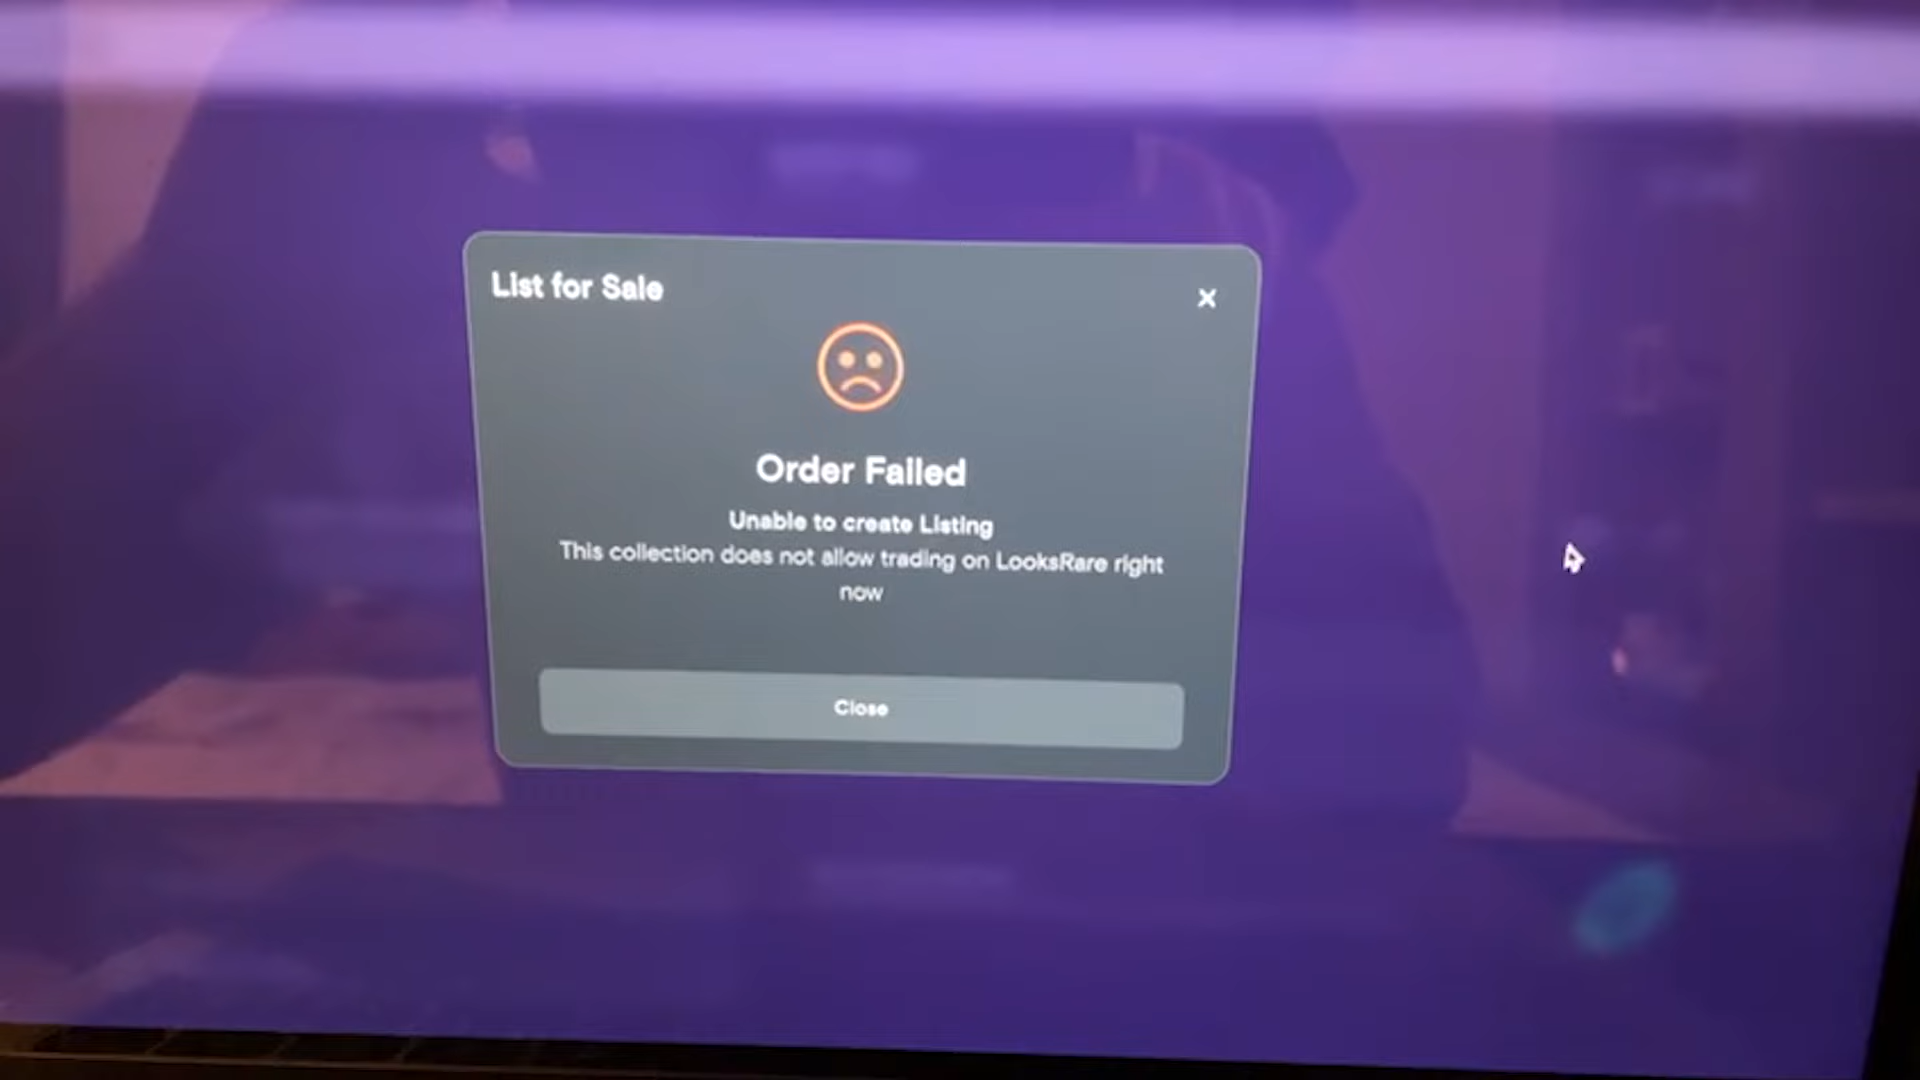 List for Sale
Order Failed
Unable to create Listing
This collection does not allow trading on LooksRare right
now
Close